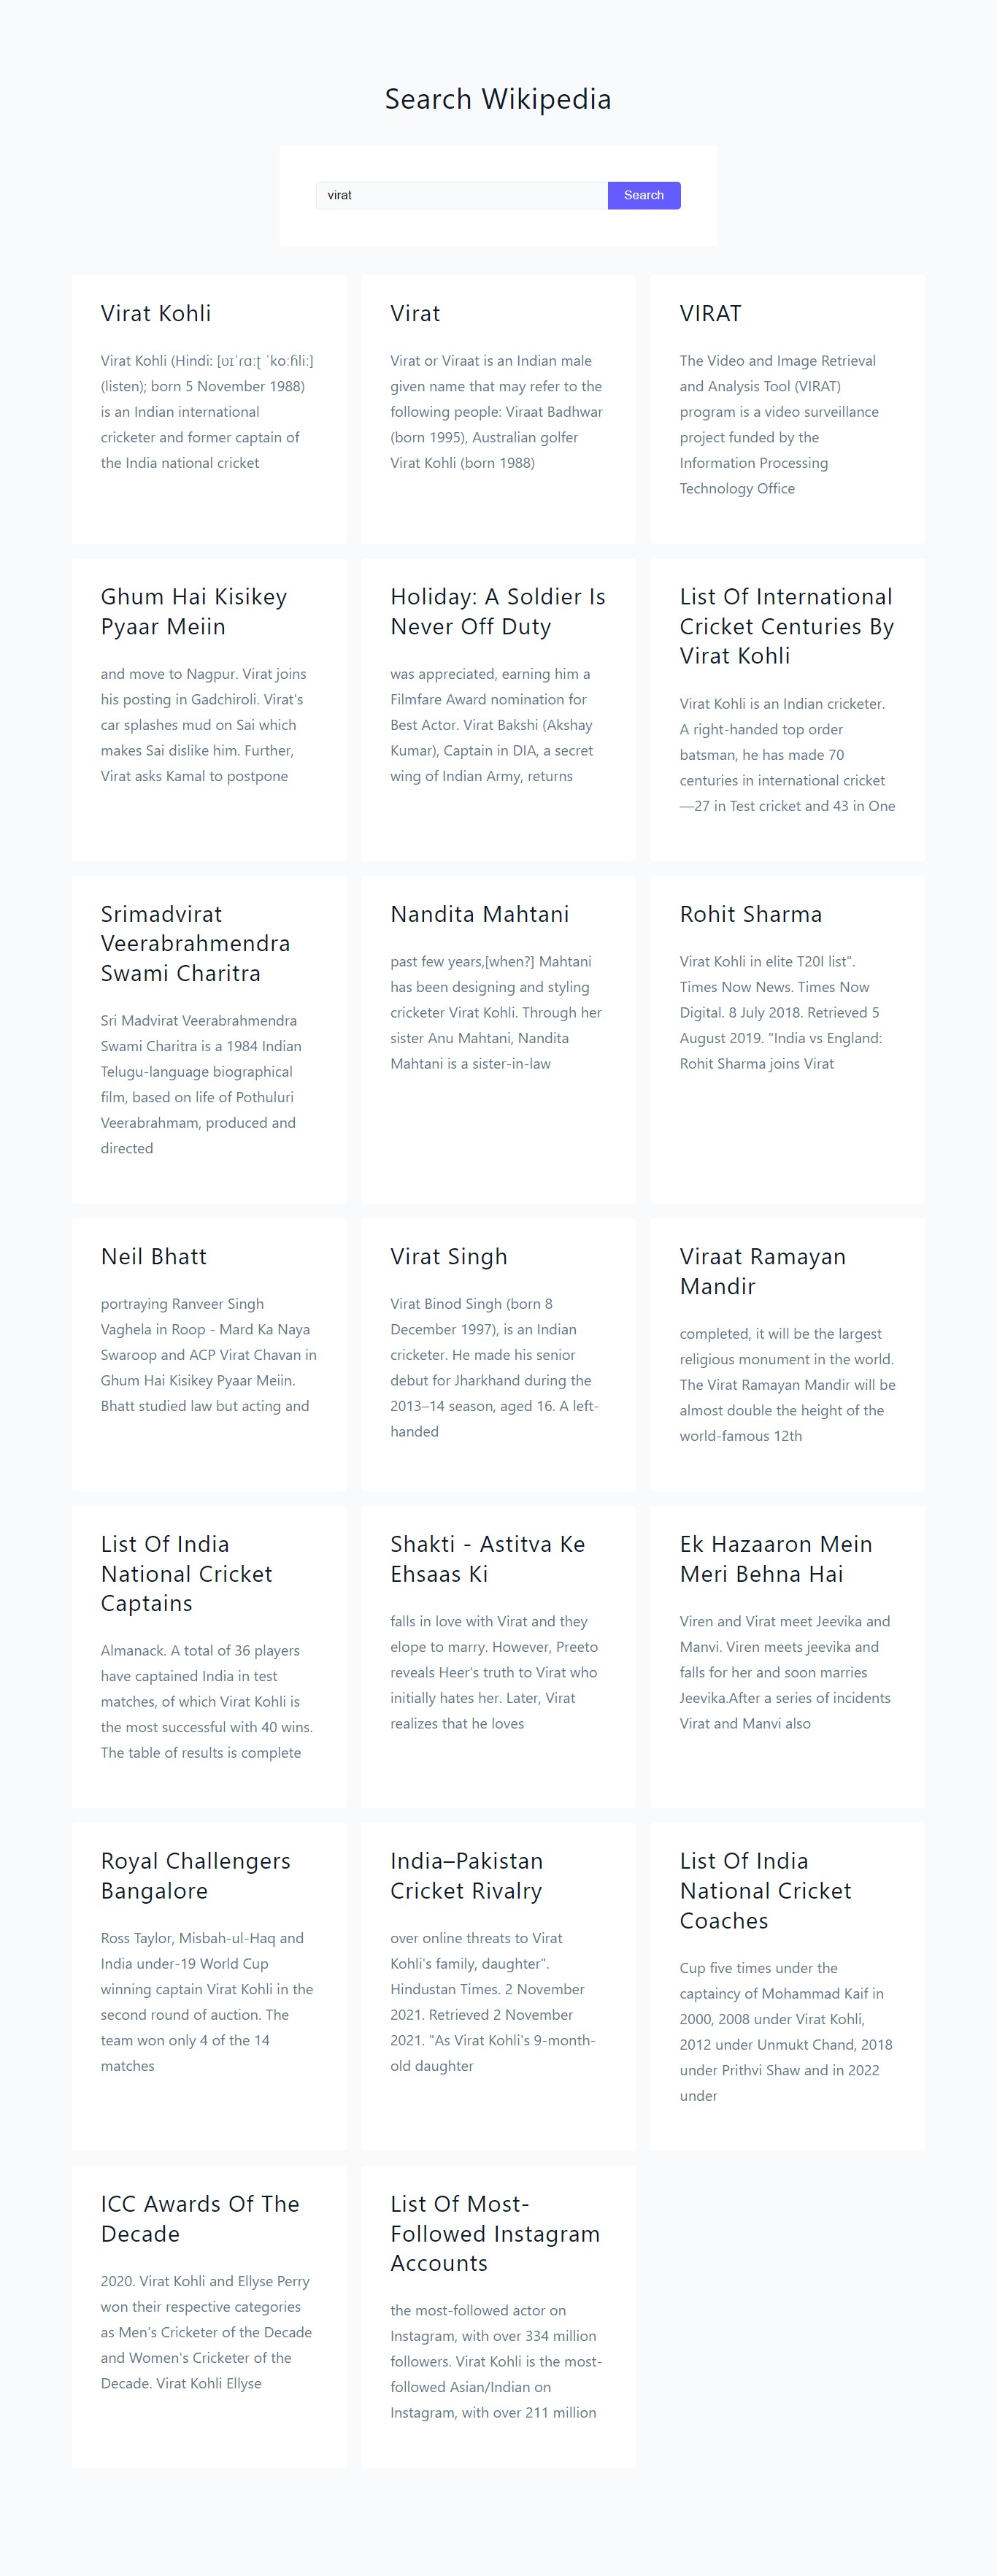 Search Wikipedia
virat
Search
Virat Kohli
Virat Kohli (Hindi: [ʋɪˈɾɑːʈ ˈkoːɦliː]
(listen); born 5 November 1988)
is an Indian international
cricketer and former captain of
the India national cricket
Virat
Virat or Viraat is an Indian male
given name that may refer to the
following people: Viraat Badhwar
(born 1995), Australian golfer
Virat Kohli (born 1988)
VIRAT
The Video and Image Retrieval
and Analysis Tool (VIRAT)
program is a video surveillance
project funded by the
Information Processing
Technology Office
Ghum Hai Kisikey
Pyaar Meiin
and move to Nagpur. Virat joins
his posting in Gadchiroli. Virat's
car splashes mud on Sai which
makes Sai dislike him. Further,
Virat asks Kamal to postpone
Holiday: A Soldier Is
Never Off Duty
was appreciated, earning him a
Filmfare Award nomination for
Best Actor. Virat Bakshi (Akshay
Kumar), Captain in DIA, a secret
wing of Indian Army, returns
List Of International
Cricket Centuries By
Virat Kohli
Virat Kohli is an Indian cricketer.
A right-handed top order
batsman, he has made 70
centuries in international cricket
—27 in Test cricket and 43 in One
Srimadvirat
Veerabrahmendra
Swami Charitra
Sri Madvirat Veerabrahmendra
Swami Charitra is a 1984 Indian
Telugu-language biographical
film, based on life of Pothuluri
Veerabrahmam, produced and
directed
Nandita Mahtani
past few years,[when?] Mahtani
has been designing and styling
cricketer Virat Kohli. Through her
sister Anu Mahtani, Nandita
Mahtani is a sister-in-law
Rohit Sharma
Virat Kohli in elite T20I list".
Times Now News. Times Now
Digital. 8 July 2018. Retrieved 5
August 2019. "India vs England:
Rohit Sharma joins Virat
Neil Bhatt
portraying Ranveer Singh
Vaghela in Roop - Mard Ka Naya
Swaroop and ACP Virat Chavan in
Ghum Hai Kisikey Pyaar Meiin.
Bhatt studied law but acting and
Virat Singh
Virat Binod Singh (born 8
December 1997), is an Indian
cricketer. He made his senior
debut for Jharkhand during the
2013–14 season, aged 16. A left-
handed
Viraat Ramayan
Mandir
completed, it will be the largest
religious monument in the world.
The Virat Ramayan Mandir will be
almost double the height of the
world-famous 12th
List Of India
National Cricket
Captains
Almanack. A total of 36 players
have captained India in test
matches, of which Virat Kohli is
the most successful with 40 wins.
The table of results is complete
Shakti - Astitva Ke
Ehsaas Ki
falls in love with Virat and they
elope to marry. However, Preeto
reveals Heer's truth to Virat who
initially hates her. Later, Virat
realizes that he loves
Ek Hazaaron Mein
Meri Behna Hai
Viren and Virat meet Jeevika and
Manvi. Viren meets jeevika and
falls for her and soon marries
Jeevika.After a series of incidents
Virat and Manvi also
Royal Challengers
Bangalore
Ross Taylor, Misbah-ul-Haq and
India under-19 World Cup
winning captain Virat Kohli in the
second round of auction. The
team won only 4 of the 14
matches
India–Pakistan
Cricket Rivalry
over online threats to Virat
Kohli's family, daughter".
Hindustan Times. 2 November
2021. Retrieved 2 November
2021. "As Virat Kohli's 9-month-
old daughter
List Of India
National Cricket
Coaches
Cup five times under the
captaincy of Mohammad Kaif in
2000, 2008 under Virat Kohli,
2012 under Unmukt Chand, 2018
under Prithvi Shaw and in 2022
under
ICC Awards Of The
Decade
2020. Virat Kohli and Ellyse Perry
won their respective categories
as Men's Cricketer of the Decade
and Women's Cricketer of the
Decade. Virat Kohli Ellyse
List Of Most-
Followed Instagram
Accounts
the most-followed actor on
Instagram, with over 334 million
followers. Virat Kohli is the most-
followed Asian/Indian on
Instagram, with over 211 million